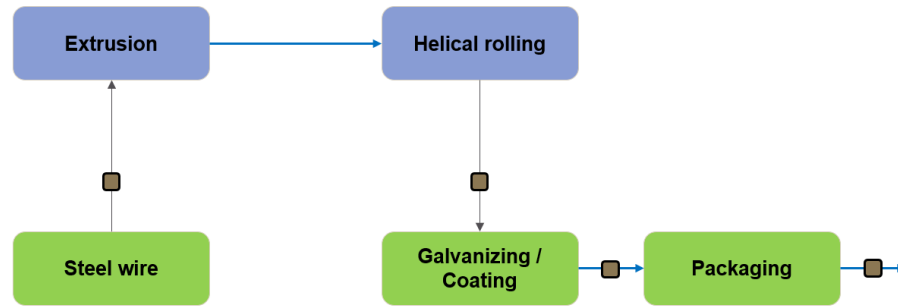 Extrusion
Helical rolling
Steel wire
Galvanizing /
Coating
Packaging